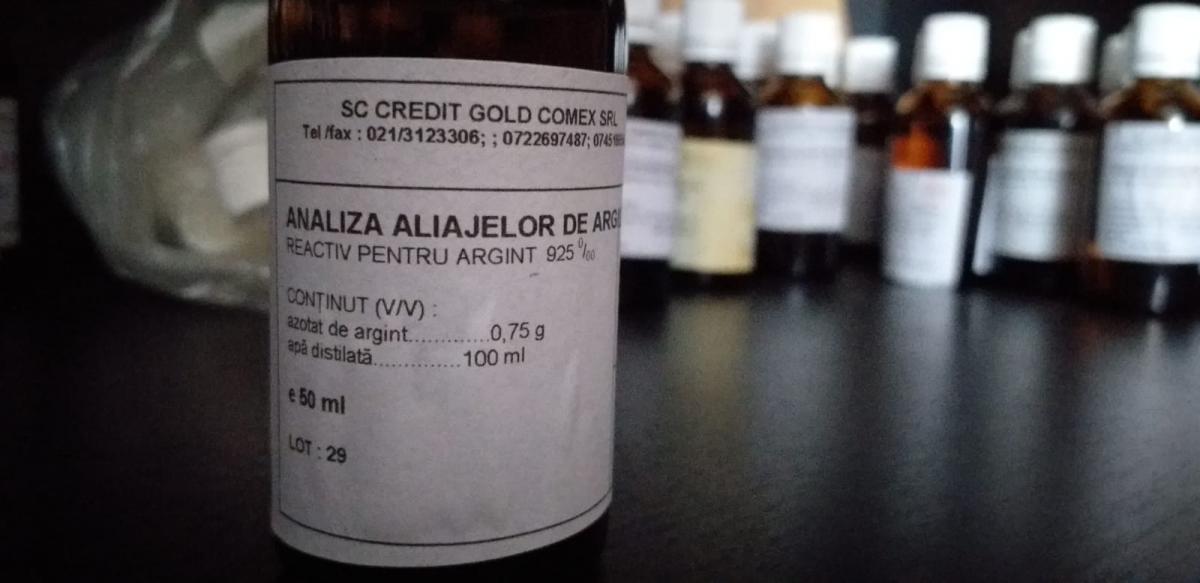 SC CREDIT GOLD COMEX SRL
Tel /fax : 021/3123306; ; 0722697487;
ANALIZA ALIAJELOR DE
REACTIV PENTRU ARGINT 925 ⁰/₀₀
CONȚINUT (V/V) :
azotat de argint.............0,75 g
apă distilată..............100 ml
e 50 ml
LOT : 29